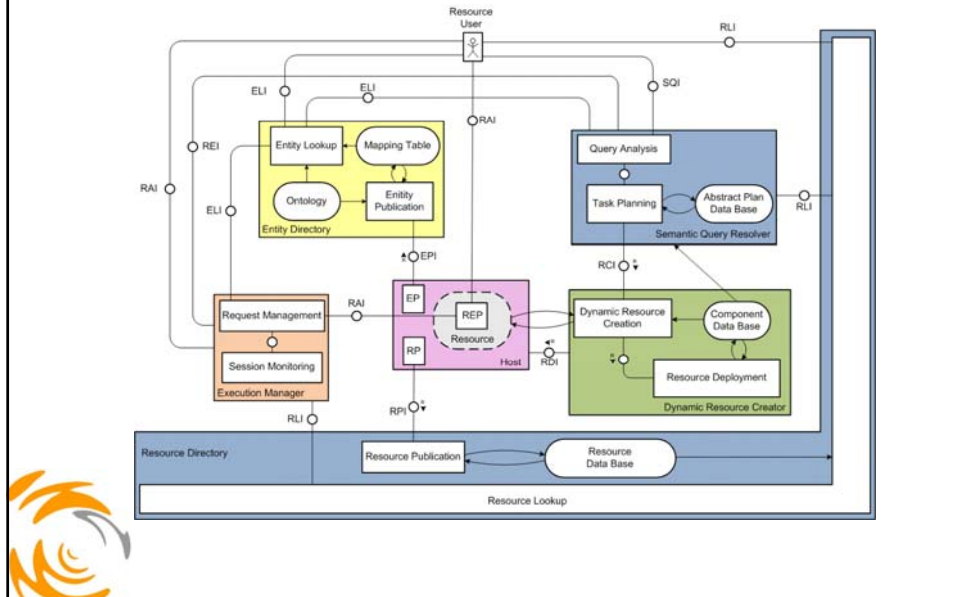 Resource
User
RLI
ELI
ELI
SQI
RAI
REI
RAI
ELI
Entity Lookup
Mapping Table
Ontology
Enitity
Publication
Entity Directory
Query Analysis
Task Planning
Abstract Plan
Data Base
Semantic Query Resolver
RLI
EPI
RCI
EP
REP
Resource
RP
Host
RAI
Request Management
Session Monitoring
Execution Manager
Dynamic Resource
Creation
Component
Data Base
Resource Deployment
Dynamic Resource Creator
RDI
RLI
RPI
Resource Directory
Resource Publication
Resource
Data Base
Resource Lookup